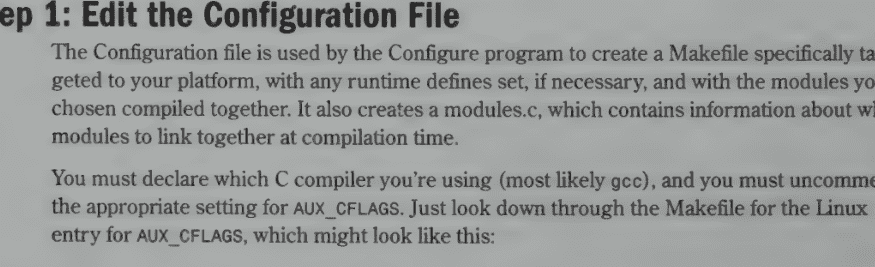 ep 1: Edit the Configuration File
The Configuration file is used by the Configure program to create a Makefile specifically ta
geted to your platform, with any runtime defines set, if necessary, and with the modules yo
chosen compiled together. It also creates a modules.c, which contains information about w
modules to link together at compilation time.
You must declare which C compiler you're using (most likely gcc), and you must uncomme
the appropriate setting for AUX_CFLAGS. Just look down through the Makefile for the Linux
entry for AUX_CFLAGS, which might look like this: